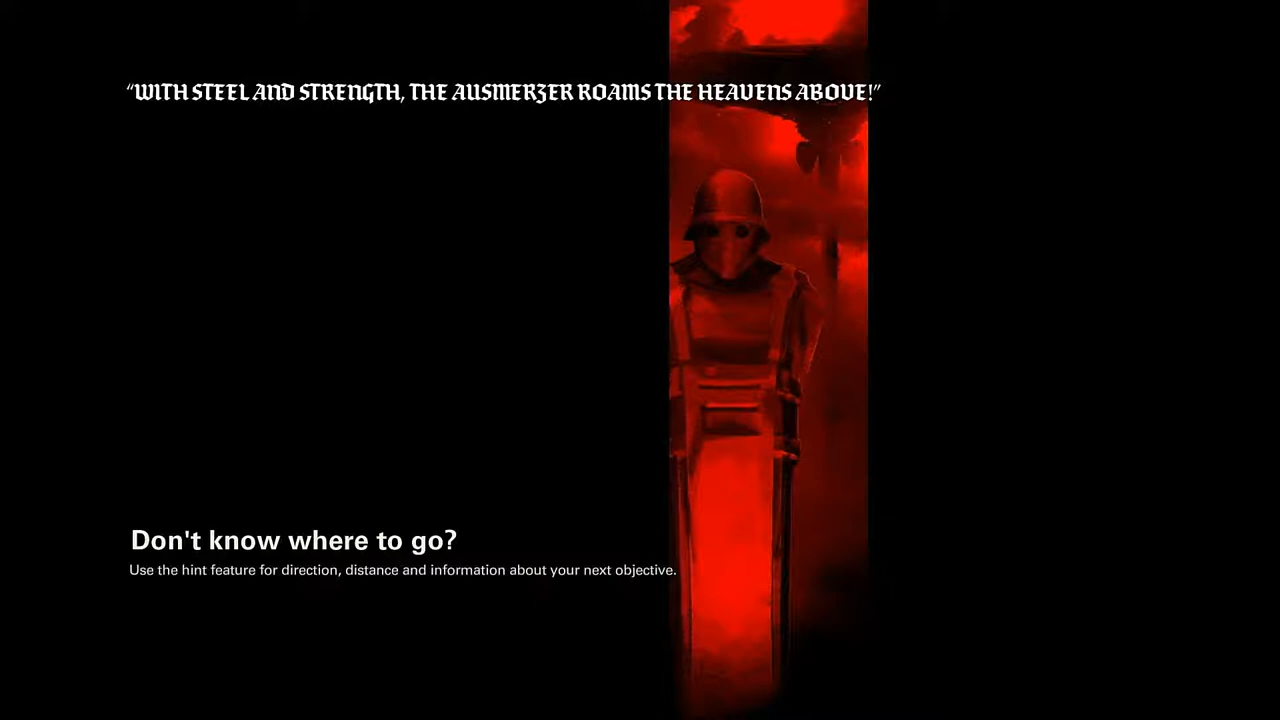 “WITH STEEL AND STRENGTH, THE AUSMERZER ROAMS THE HEAVENS ABOVE!”
Don't know where to go?
Use the hint feature for direction, distance and information about your next objective.